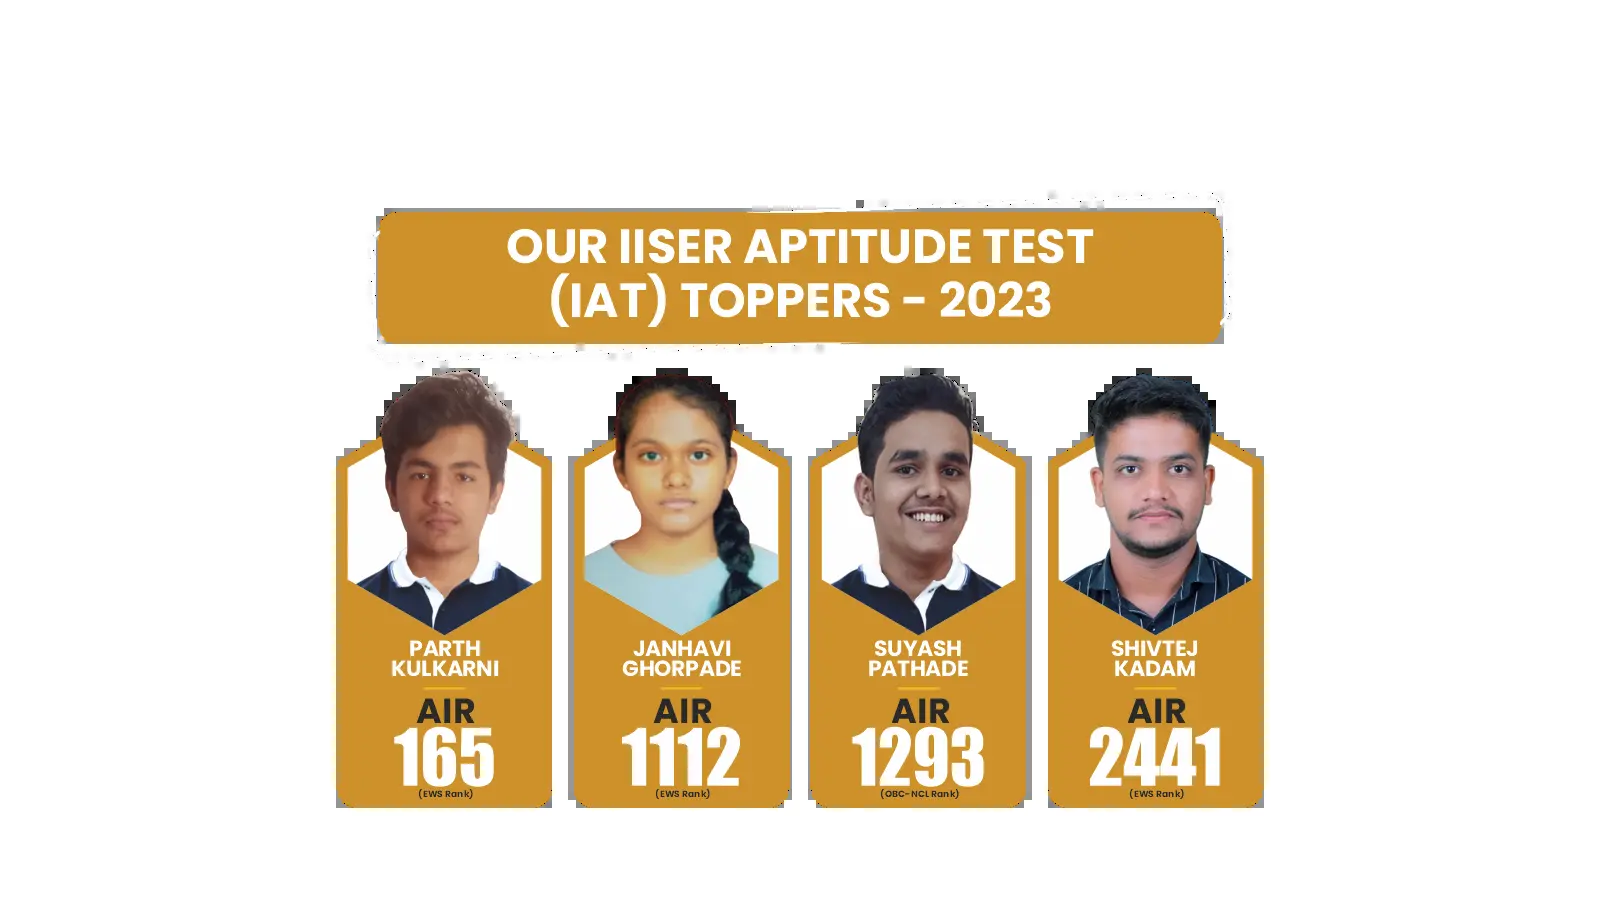 OUR IISER APTITUDE TEST
(IAT) TOPPERS - 2023
PARTH
KULKARNI
AIR
165
(EWS Rank)
JANHAVI
GHORPADE
AIR
1112
(EWS Rank)
SUYASH
PATHADE
AIR
1293
(OBC-NCL Rank)
SHIVTEJ
KADAM
AIR
2441
(EWS Rank)